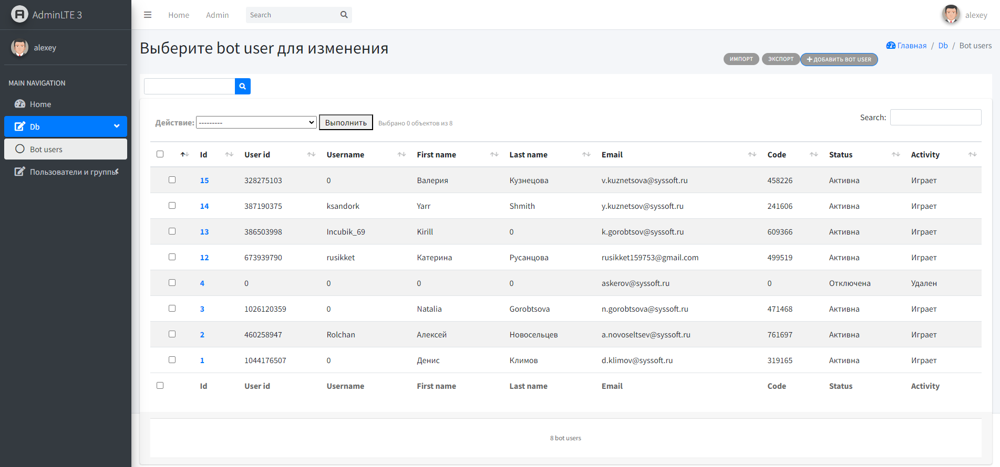 AdminLTE 3
Home Admin Search alexey
alexey
MAIN NAVIGATION
Home
Db
Bot users
Пользователи и группы
Выберите bot user для изменения
Главная / Db / Bot users
ИМПОРТ ЭКСПОРТ ДОБАВИТЬ BOT USER
Действие: --------- Выполнить Выбрано 0 объектов из 8
Search:
Id User id Username First name Last name Email Code Status Activity
15 328275103 0 Валерия Кузнецова v.kuznetsova@syssoft.ru 458226 Активна Играет
14 387190375 ksandork Yarr Shmith y.kuznetsov@syssoft.ru 241606 Активна Играет
13 386503998 Incubik_69 Kirill 0 k.gorobtsov@syssoft.ru 609366 Активна Играет
12 673939790 rusikket Катерина Русанцова rusikket159753@gmail.com 499519 Активна Играет
4 0 0 0 0 askerov@syssoft.ru 0 Отключена Удален
3 1026120359 0 Natalia Gorobtsova n.gorobtsova@syssoft.ru 471468 Активна Играет
2 460258947 Rolchan Алексей Новосельцев a.novoseltsev@syssoft.ru 761697 Активна Играет
1 1044176507 0 Денис Климов d.klimov@syssoft.ru 319165 Активна Играет
Id User id Username First name Last name Email Code Status Activity
8 bot users